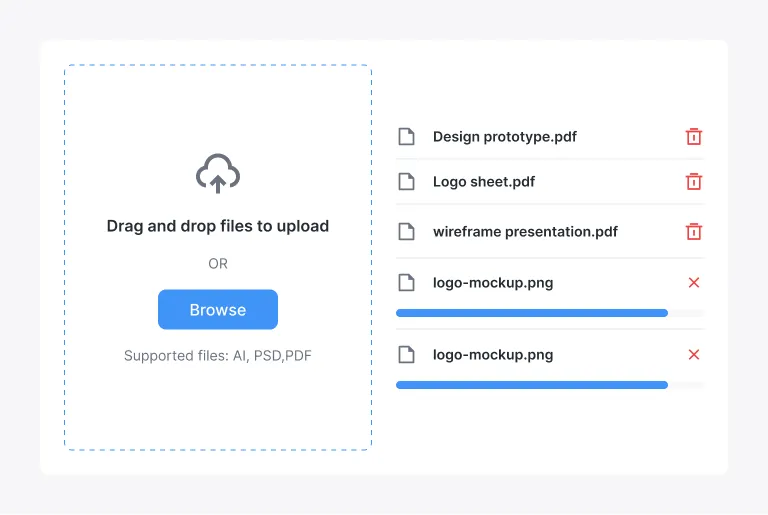 Drag and drop files to upload
OR
Browse
Supported files: AI, PSD,PDF
Design prototype.pdf
Logo sheet.pdf
wireframe presentation.pdf
logo-mockup.png
logo-mockup.png